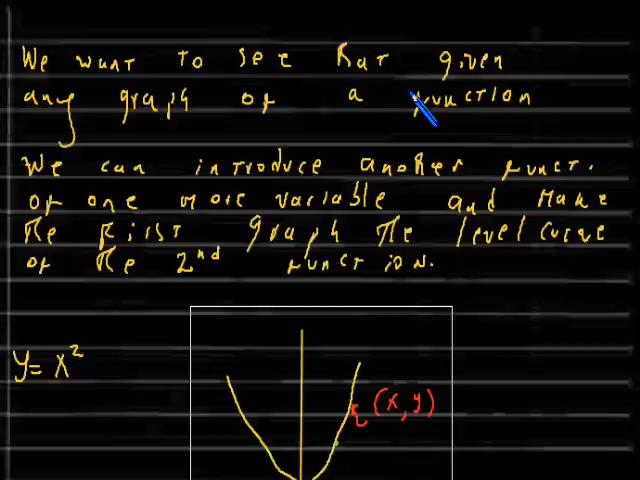 We want to see that given
any graph of a function
We can introduce another funct.
of one more variable and Make
the first graph the level curve
of the 2nd function.
y = x²
(x, y)